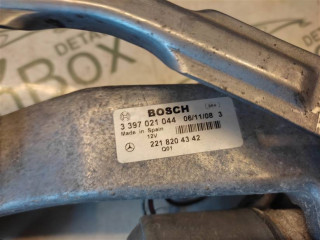 BOSCH
3 397 021 044 06/11/08 3
Made in Spain
12V
221 820 43 42
Q01